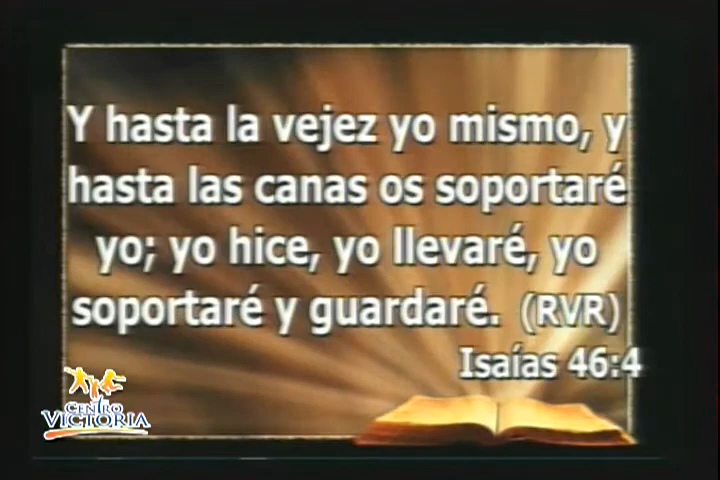 Y hasta la vejez yo mismo, y
hasta las canas os soportaré
yo; yo hice, yo llevaré, yo
soportaré y guardaré. (RVR)
Isaías 46:4
CENTRO
VICTORIA